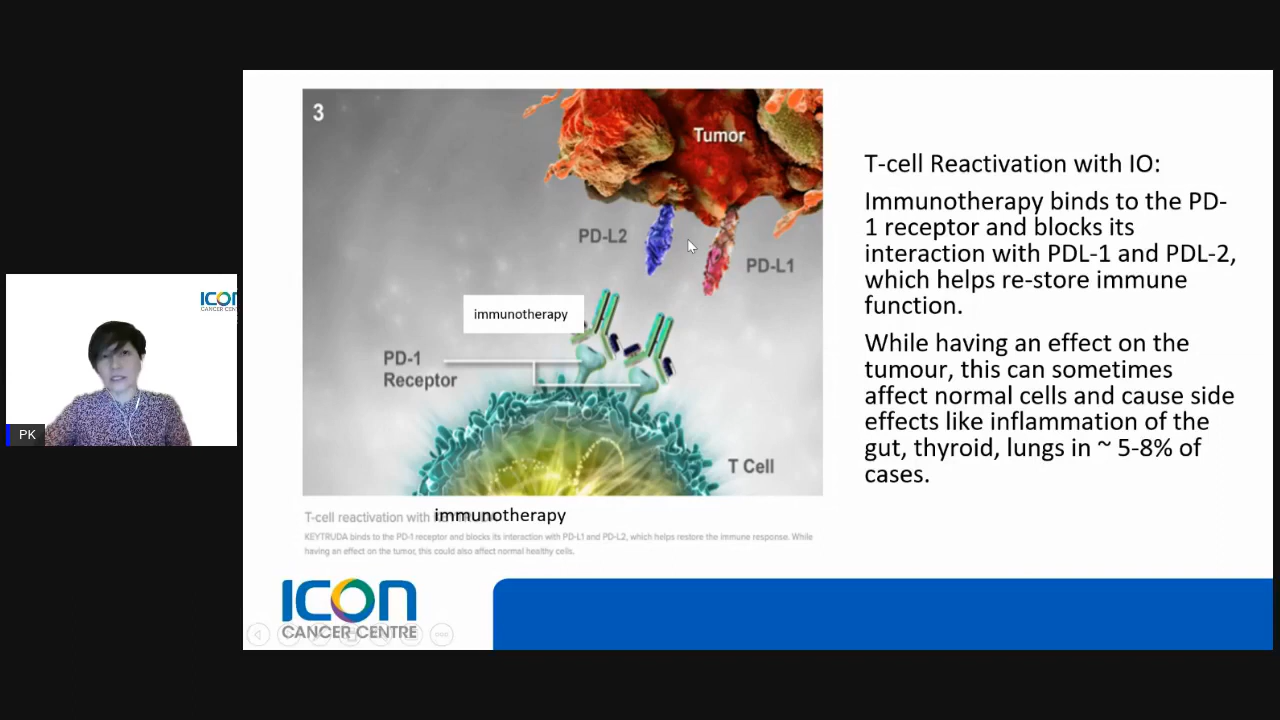 3
Tumor
PD-L2
PD-L1
immunotherapy
PD-1
Receptor
T Cell
T-cell reactivation with immunotherapy
KEYTRUDA binds to the PD-1 receptor and blocks its interaction with PD-L1 and PD-L2, which helps restore the immune response. While
having an effect on the tumor, this could also affect normal healthy cells.
T-cell Reactivation with IO:
Immunotherapy binds to the PD-
1 receptor and blocks its
interaction with PDL-1 and PDL-2,
which helps re-store immune
function.
While having an effect on the
tumour, this can sometimes
affect normal cells and cause side
effects like inflammation of the
gut, thyroid, lungs in ~ 5-8% of
cases.
ICON
CANCER CENTRE
ICON
CANCER CENTRE
PK